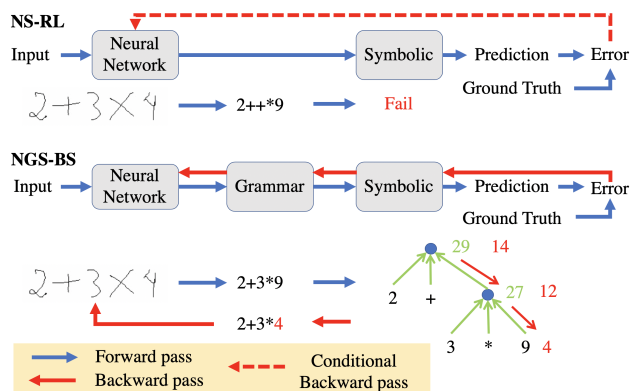 NS-RL
Input Neural Network Symbolic Prediction Error
Ground Truth
2+3×4 2++*9 Fail
NGS-BS
Input Neural Network Grammar Symbolic Prediction Error
Ground Truth
29 14
2+3×4 2+3*9 2 + 27 12
2+3*4 3 * 9 4
Forward pass Conditional Backward pass
Backward pass